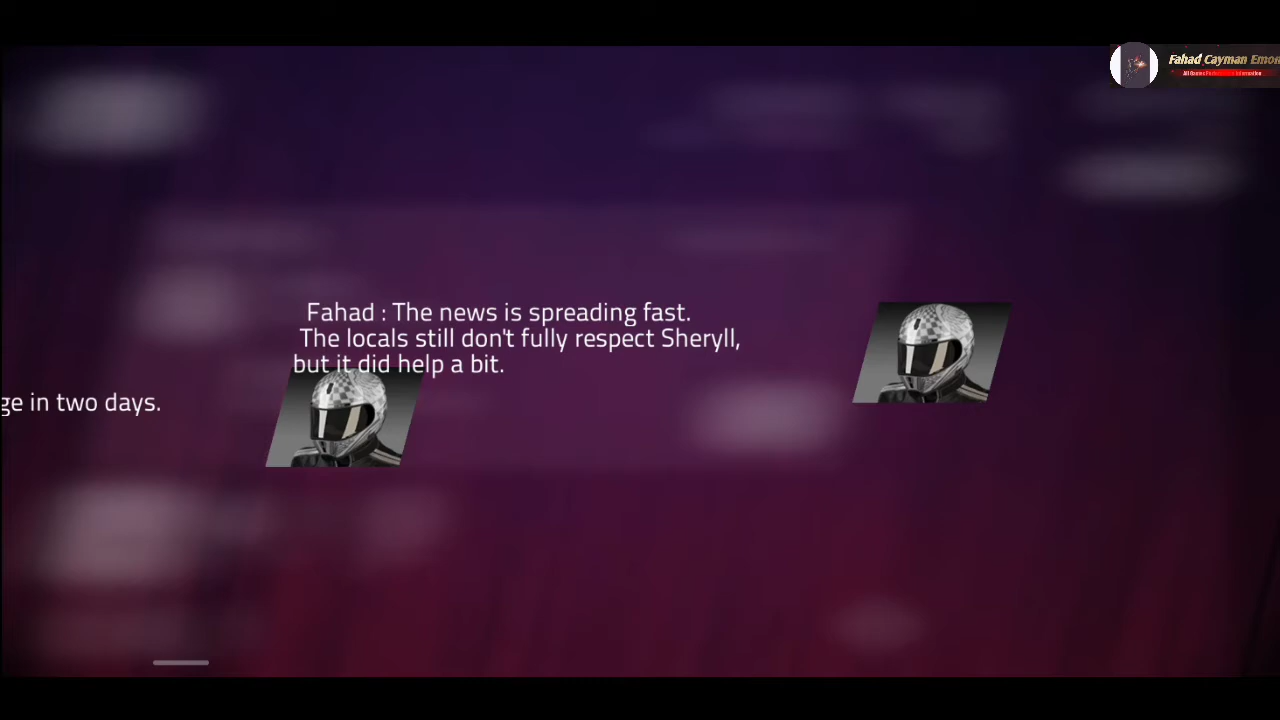 Fahad Cayman Emon
Fahad : The news is spreading fast.
The locals still don't fully respect Sheryll,
but it did help a bit.
ge in two days.